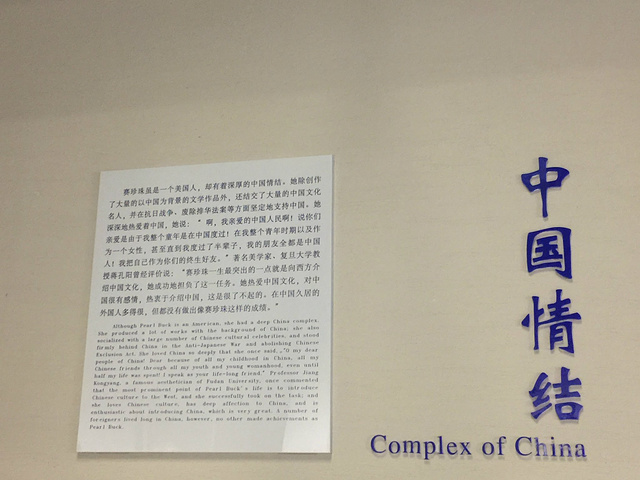 赛珍珠虽是一个美国人，却有着深厚的中国情结。她除创作
了大量的以中国为背景的文学作品外，还结交了大量的中国文化
名人，并在抗日战争、废除排华法案等方面坚定地支持中国。她
深深地热爱着中国，她说：“啊，我亲爱的中国人民啊！说你们
亲爱是由于我整个童年是在中国度过！在我整个青年时期以及作
为一个女性，甚至直到我度过了半辈子，我的朋友全都是中国
人！我把自己作为你们的终生好友。”著名美学家、复旦大学教
授蒋孔阳曾经评价说：“赛珍珠一生最突出的一点就是向西方介
绍中国文化，她成功地担负了这一任务。她热爱中国文化，对中
国很有感情，热衷于介绍中国，这是很了不起的。在中国久居的
外国人多得很，但都没有做出像赛珍珠这样的成绩。”
Although Pearl Buck is an American, she had a deep China complex.
She produced a lot of works with the background of China; she also
socialized with a large number of Chinese cultural celebrities, and stood
firmly behind China in the Anti-Japanese War and abolishing Chinese
Exclusion Act. She loved China so deeply that she once said, "O my dear
people of China! Dear because of all my childhood in China, all my
Chinese friends through all my youth and young womanhood, even until
half my life was spent! I speak as your life-long friend." Professor Jiang
Kongyang, a famous aesthetician of Fudan University, once commented
that the most prominent point of Pearl Buck's life is to introduce
Chinese culture to the West, and she successfully took on the task; and
she loves Chinese culture, has deep affection to China, and is
enthusiastic about introducing China, which is very great. A number of
foreigners lived long in China, however, no other made achievements as
Pearl Buck.
中国情结
Complex of China